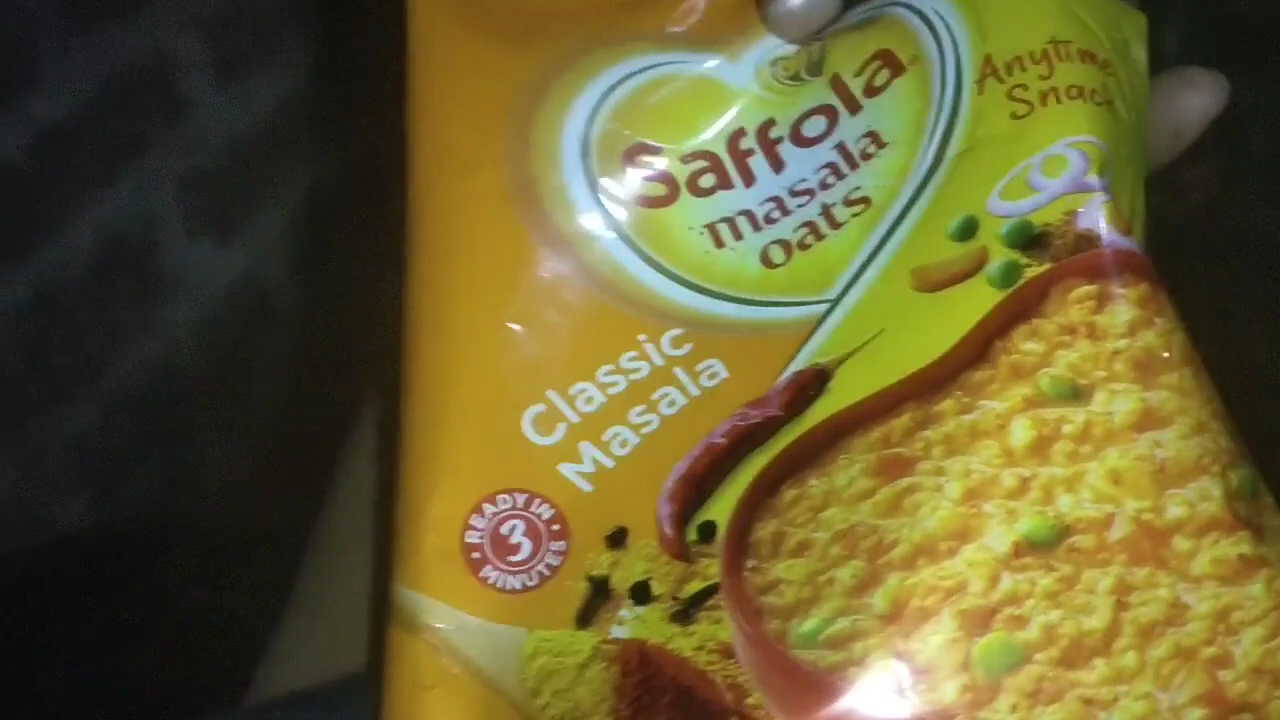 Saffola
masala
oats
Anytime
Snack
Classic
Masala
READY IN
3
MINUTES